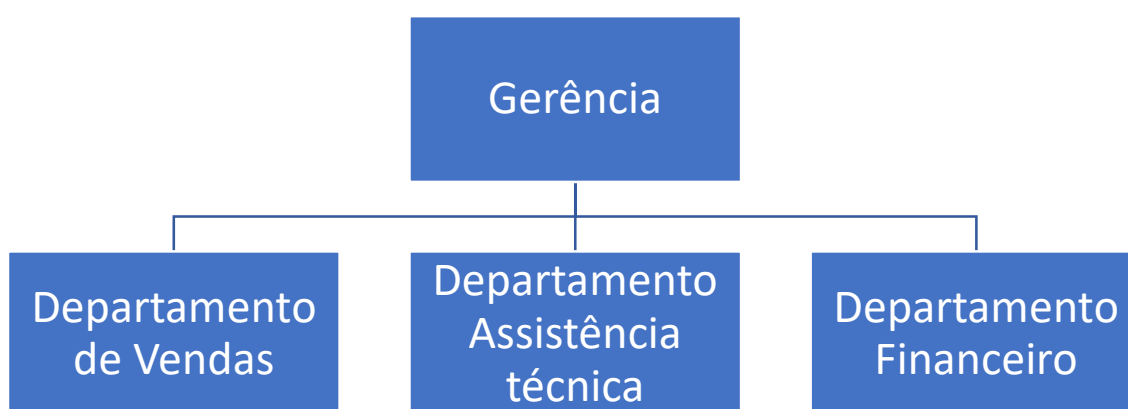 Gerência
Departamento
de Vendas
Departamento
Assistência
técnica
Departamento
Financeiro